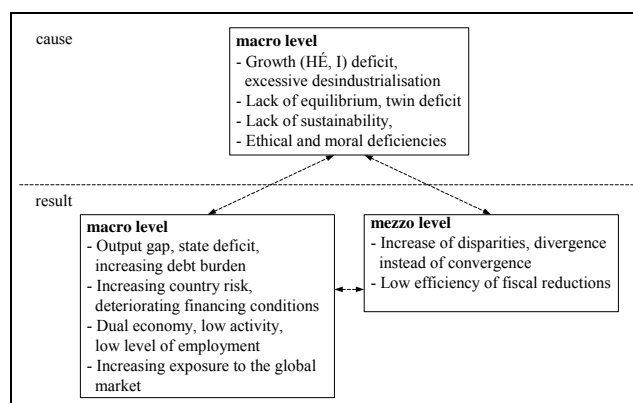 cause
macro level
- Growth (HÉ, I) deficit,
excessive desindustrialisation
- Lack of equilibrium, twin deficit
- Lack of sustainability,
- Ethical and moral deficiencies
result
macro level
- Output gap, state deficit,
increasing debt burden
- Increasing country risk,
deteriorating financing conditions
- Dual economy, low activity,
low level of employment
- Increasing exposure to the global
market
mezzo level
- Increase of disparities, divergence
instead of convergence
- Low efficiency of fiscal reductions